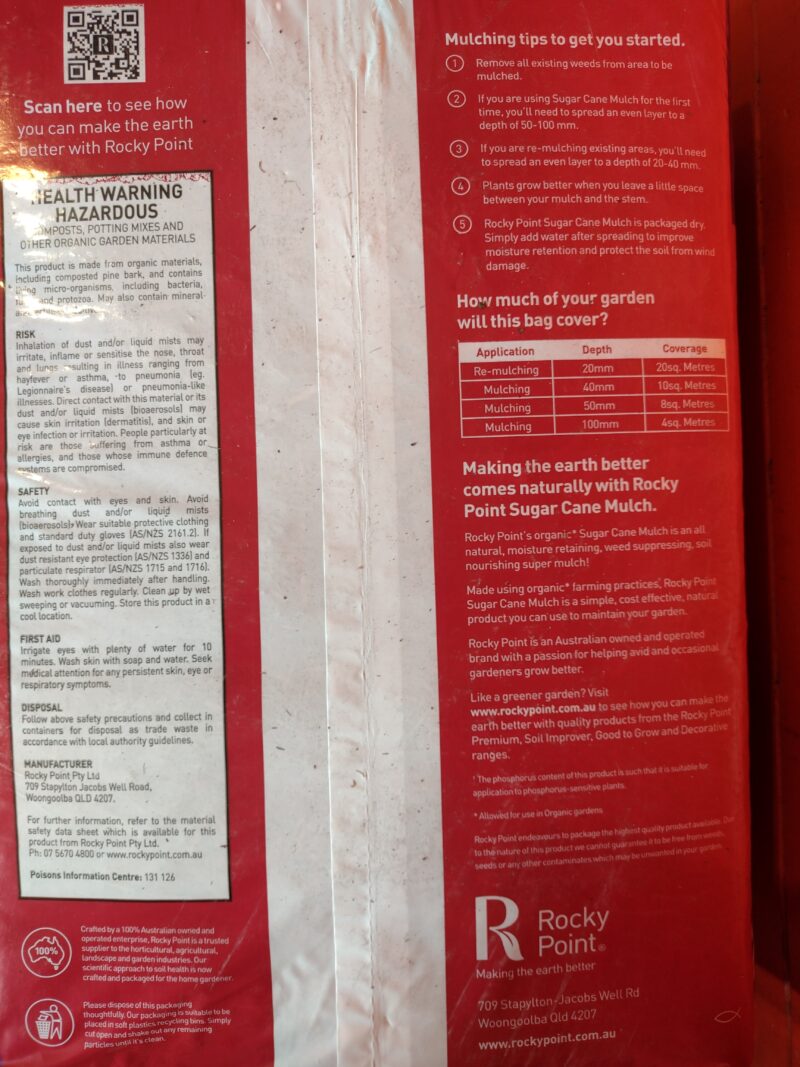 Scan here to see how
you can make the earth
better with Rocky Point
HEALTH WARNING
HAZARDOUS
COMPOSTS, POTTING MIXES AND
OTHER ORGANIC GARDEN MATERIALS
This product is made from organic materials,
including composted pine bark, and contains
living micro-organisms, including bacteria,
and protozoa. May also contain mineral-
RISK
Inhalation of dust and/or liquid mists may
irritate, inflame or sensitise the nose, throat
and lungs resulting in illness ranging from
hayfever or asthma, to pneumonia (eg.
Legionnaire's disease) or pneumonia-like
illnesses. Direct contact with this material or its
dust and/or liquid mists (bioaerosols) may
cause skin irritation (dermatitis), and skin or
eye infection or irritation. People particularly at
risk are those suffering from asthma or
allergies, and those whose immune defence
systems are compromised.
SAFETY
Avoid contact with eyes and skin. Avoid
breathing dust and/or liquid mists
(bioaerosols). Wear suitable protective clothing
and standard duty gloves (AS/NZS 2161.2). If
exposed to dust and/or liquid mists also wear
dust resistant eye protection (AS/NZS 1336) and
particulate respirator (AS/NZS 1715 and 1716).
Wash thoroughly immediately after handling.
Wash work clothes regularly. Clean up by wet
sweeping or vacuuming. Store this product in a
cool location.
FIRST AID
Irrigate eyes with plenty of water for 10
minutes. Wash skin with soap and water. Seek
medical attention for any persistent skin, eye or
respiratory symptoms.
DISPOSAL
Follow above safety precautions and collect in
containers for disposal as trade waste in
accordance with local authority guidelines.
MANUFACTURER
Rocky Point Pty Ltd
709 Stapylton Jacobs Well Road,
Woongoolba QLD 4207.
For further information, refer to the material
safety data sheet which is available for this
product from Rocky Point Pty Ltd.
Ph: 07 5670 4800 or www.rockypoint.com.au
Poisons Information Centre: 131 126
100%
Crafted by a 100% Australian owned and
operated enterprise, Rocky Point is a trusted
supplier to the horticultural, agricultural,
landscape and garden industries. Our
scientific approach to soil health is now
crafted and packaged for the home gardener.
Please dispose of this packaging
thoughtfully. Our packaging is suitable to be
placed in soft plastics recycling bins. Simply
cut open and shake out any remaining
particles until it's clean.
Mulching tips to get you started.
1 Remove all existing weeds from area to be
mulched.
2 If you are using Sugar Cane Mulch for the first
time, you'll need to spread an even layer to a
depth of 50-100 mm.
3 If you are re-mulching existing areas, you'll need
to spread an even layer to a depth of 20-40 mm.
4 Plants grow better when you leave a little space
between your mulch and the stem.
5 Rocky Point Sugar Cane Mulch is packaged dry.
Simply add water after spreading to improve
moisture retention and protect the soil from wind
damage.
How much of your garden
will this bag cover?
Application Depth Coverage
Re-mulching 20mm 20sq. Metres
Mulching 40mm 10sq. Metres
Mulching 50mm 8sq. Metres
Mulching 100mm 4sq. Metres
Making the earth better
comes naturally with Rocky
Point Sugar Cane Mulch.
Rocky Point's organic* Sugar Cane Mulch is an all
natural, moisture retaining, weed suppressing, soil
nourishing super mulch!
Made using organic* farming practices, Rocky Point
Sugar Cane Mulch is a simple, cost effective, natural
product you can use to maintain your garden.
Rocky Point is an Australian owned and operated
brand with a passion for helping avid and occasional
gardeners grow better.
Like a greener garden? Visit
www.rockypoint.com.au to see how you can make the
earth better with quality products from the Rocky Point
Premium, Soil Improver, Good to Grow and Decorative
ranges.
The phosphorus content of this product is such that it is suitable for
application to phosphorus-sensitive plants.
* Allowed for use in Organic gardens
Rocky Point endeavours to package the highest quality product available. Due
to the nature of this product we cannot guarantee it to be free from weeds,
seeds or any other contaminates which may be unwanted in your garden.
R Rocky
Point®
Making the earth better
709 Stapylton-Jacobs Well Rd
Woongoolba Qld 4207
www.rockypoint.com.au